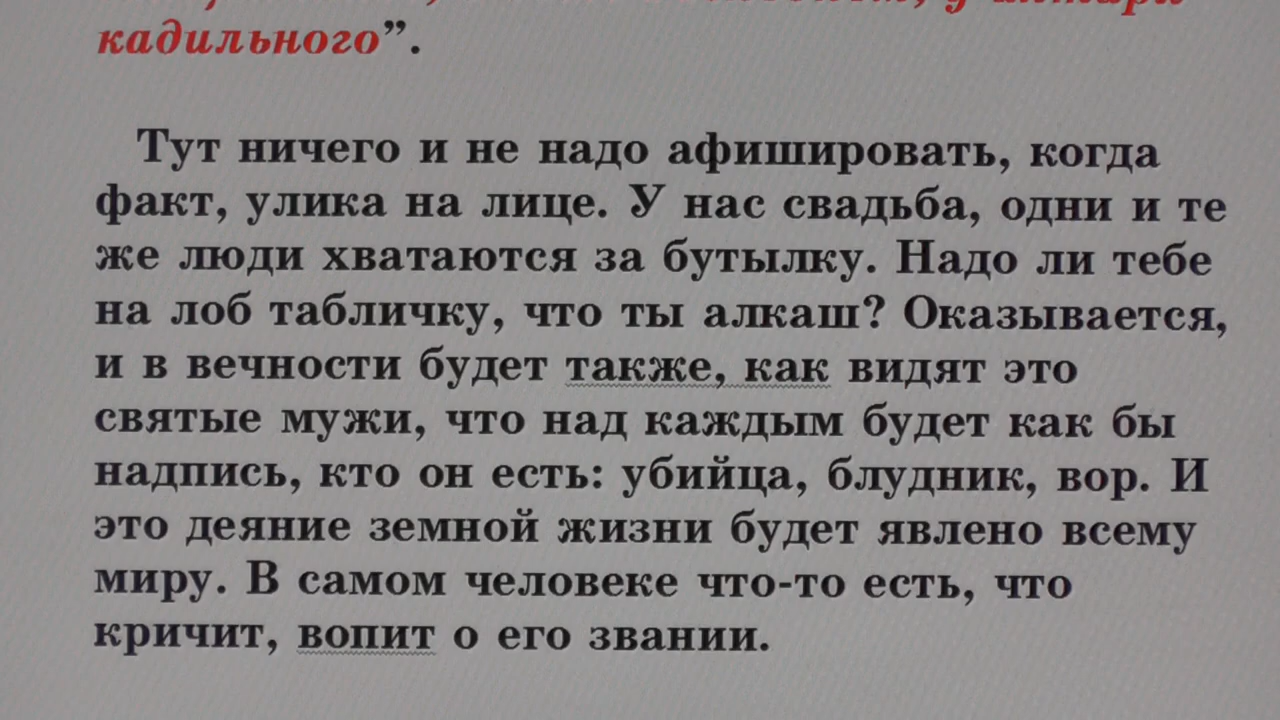 кадильного”.
Тут ничего и не надо афишировать, когда
факт, улика на лице. У нас свадьба, одни и те
же люди хватаются за бутылку. Надо ли тебе
на лоб табличку, что ты алкаш? Оказывается,
и в вечности будет также, как видят это
святые мужи, что над каждым будет как бы
надпись, кто он есть: убийца, блудник, вор. И
это деяние земной жизни будет явлено всему
миру. В самом человеке что-то есть, что
кричит, вопит о его звании.